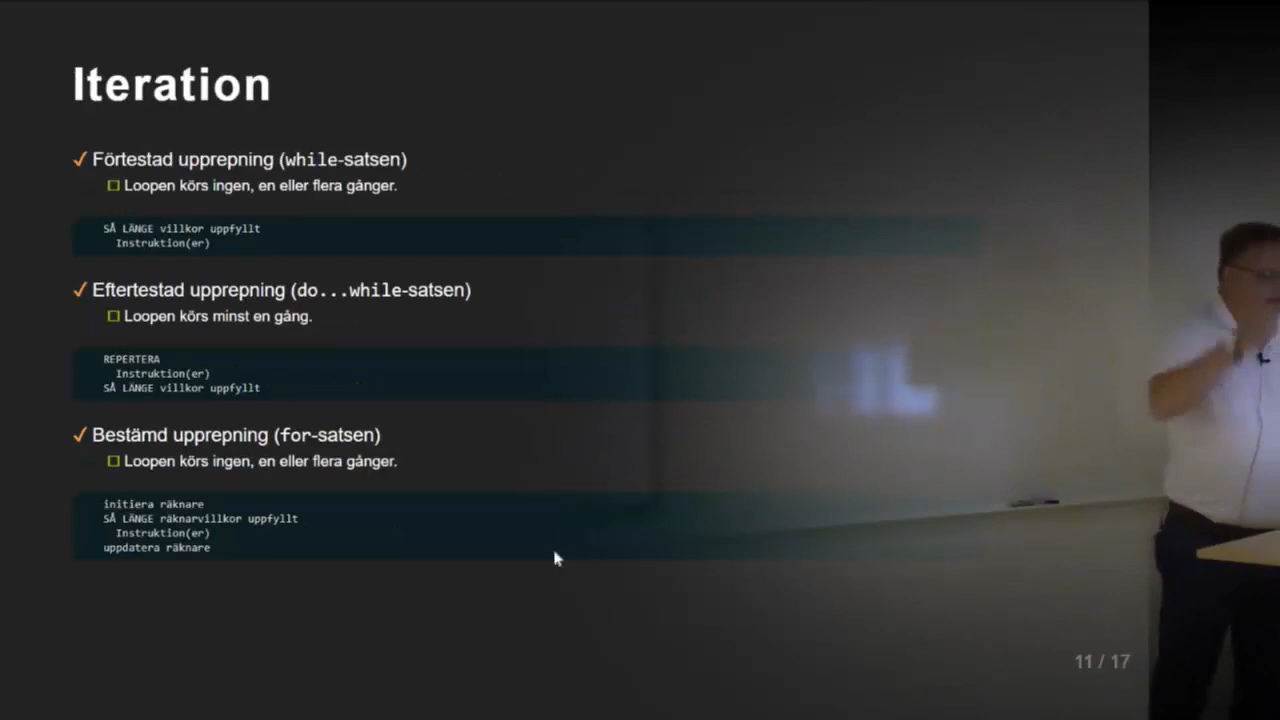 Iteration
✓ Förtestad upprepning (while-satsen)
Loopen körs ingen, en eller flera gånger.
SÅ LÄNGE villkor uppfyllt
Instruktion(er)
✓ Eftertestad upprepning (do...while-satsen)
Loopen körs minst en gång.
REPERTERA
Instruktion(er)
SÅ LÄNGE villkor uppfyllt
✓ Bestämd upprepning (for-satsen)
Loopen körs ingen, en eller flera gånger.
initiera räknare
SÅ LÄNGE räknarvillkor uppfyllt
Instruktion(er)
uppdatera räknare
11 / 17